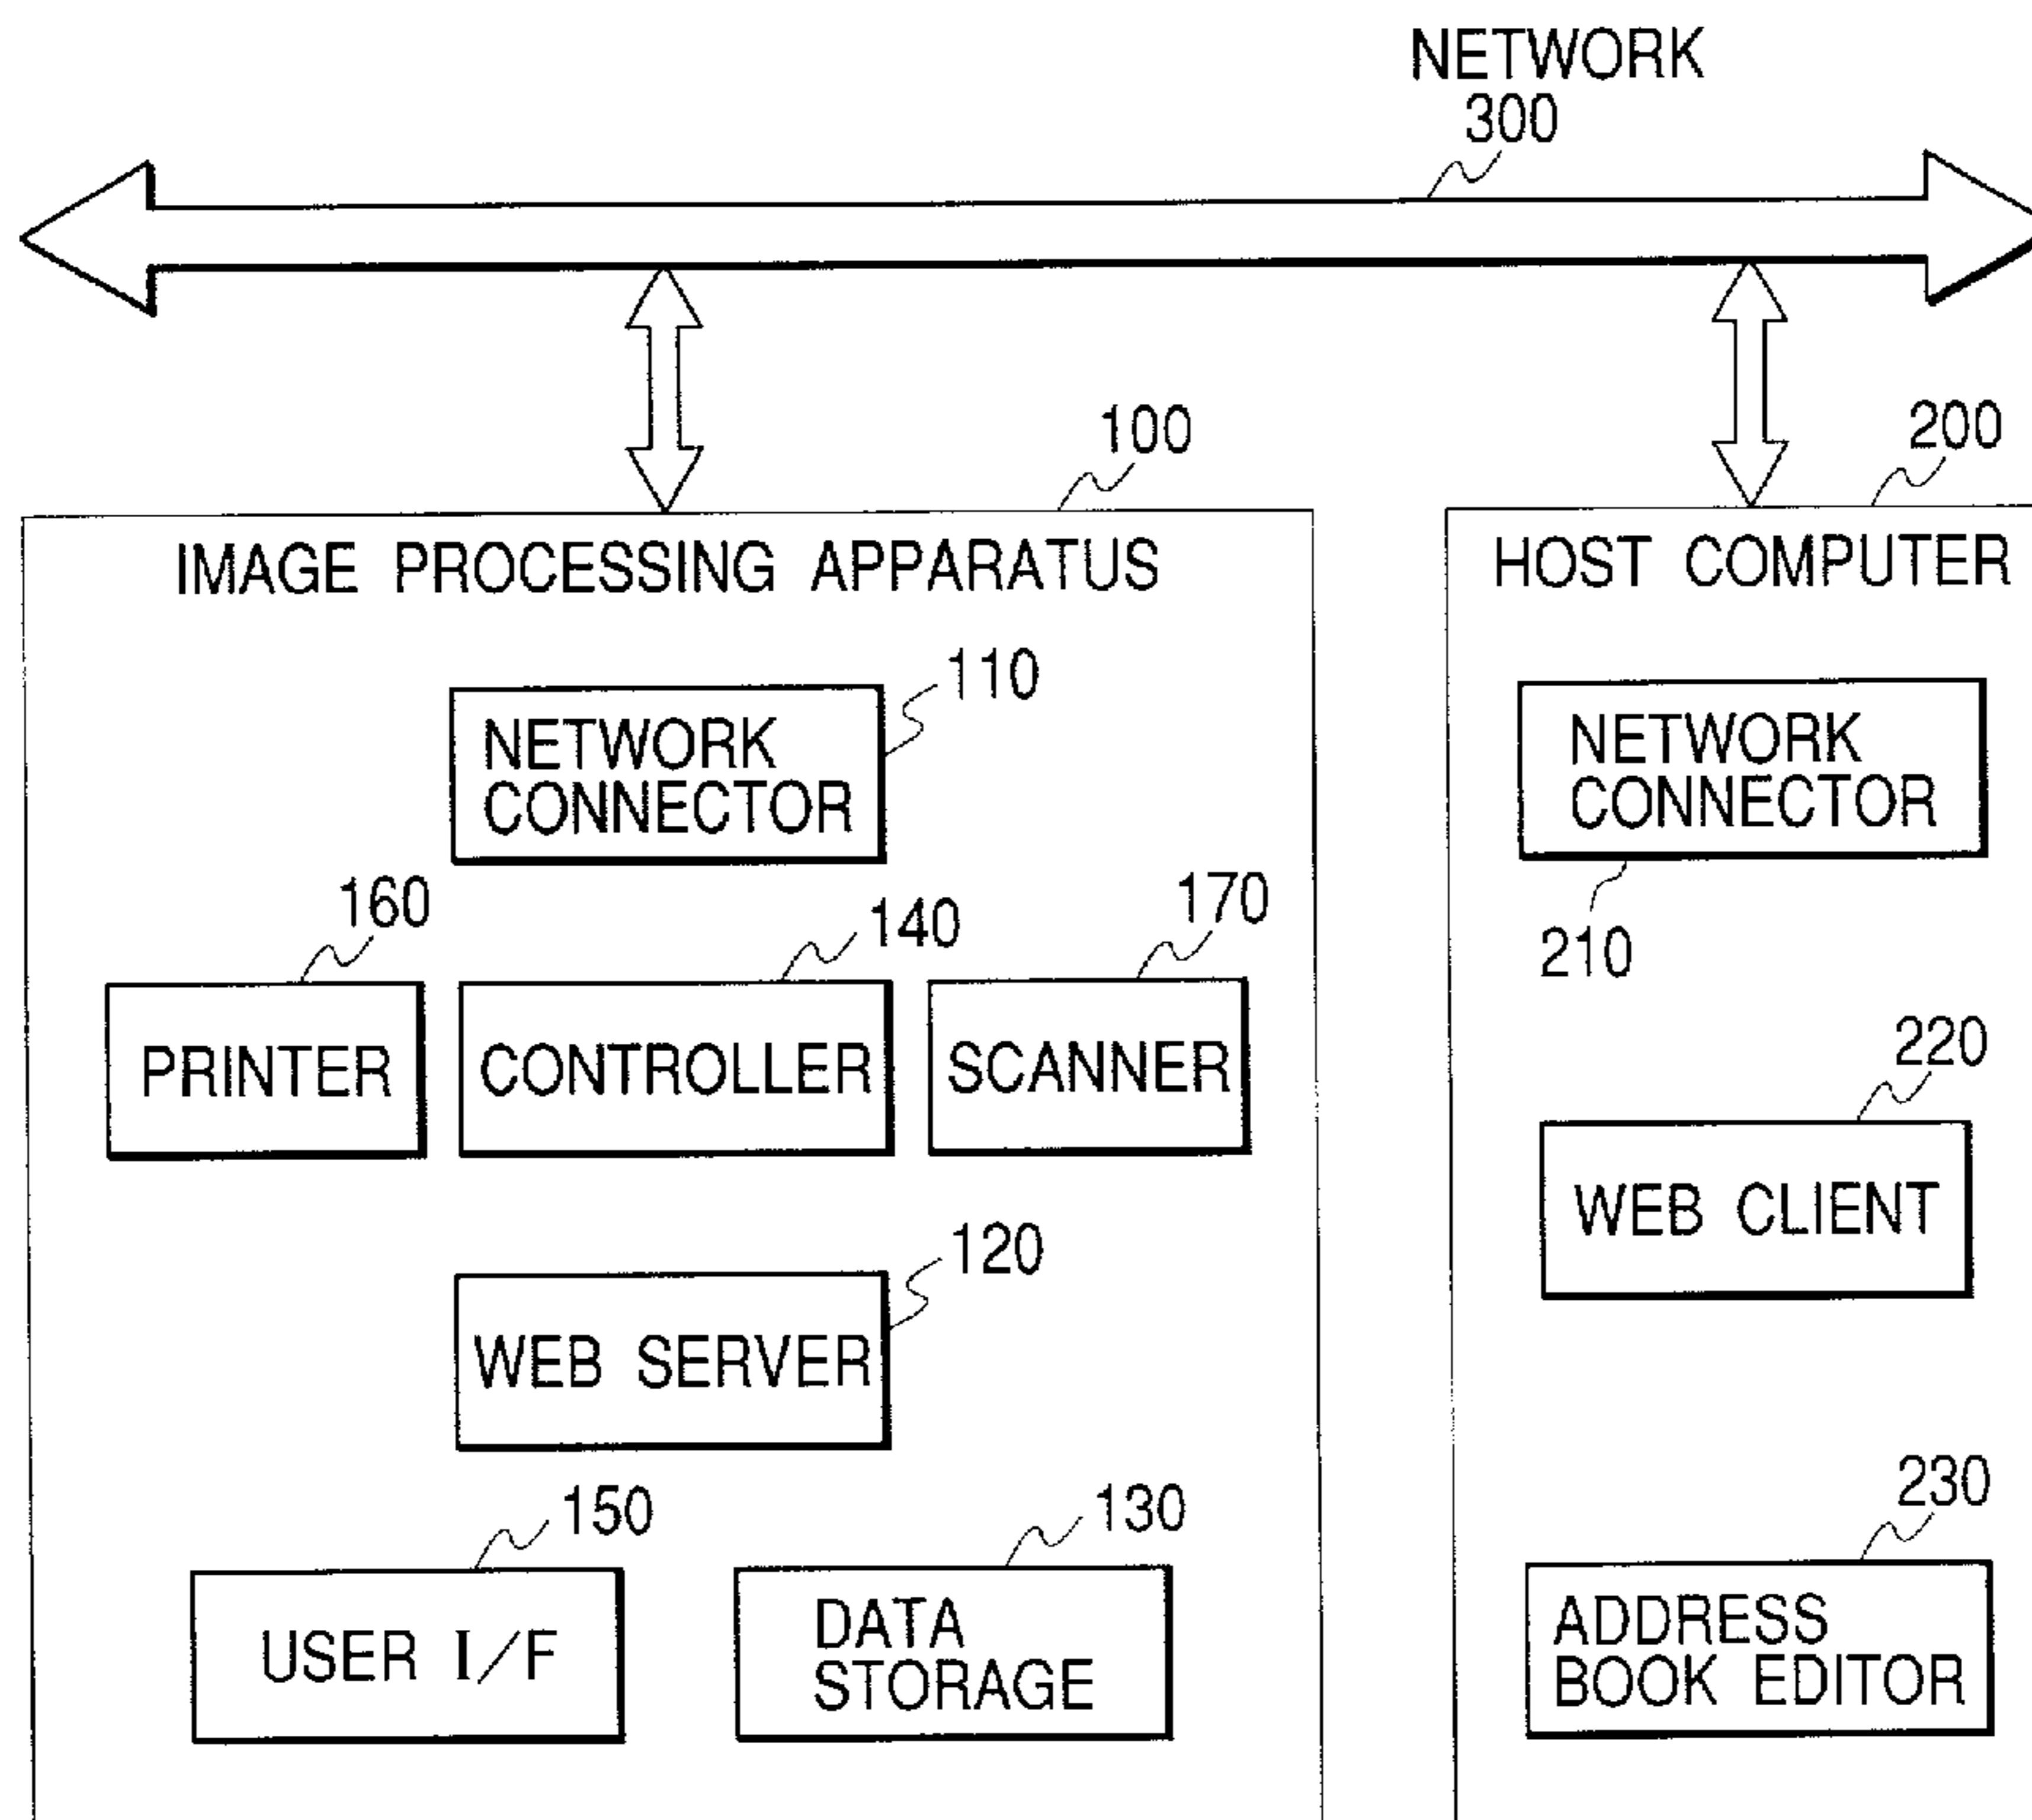 NETWORK
300
100
200
IMAGE PROCESSING APPARATUS
HOST COMPUTER
110
NETWORK
CONNECTOR
NETWORK
CONNECTOR
210
160
140
170
PRINTER
CONTROLLER
SCANNER
220
WEB CLIENT
120
WEB SERVER
150
130
230
USER I/F
DATA
STORAGE
ADDRESS
BOOK EDITOR